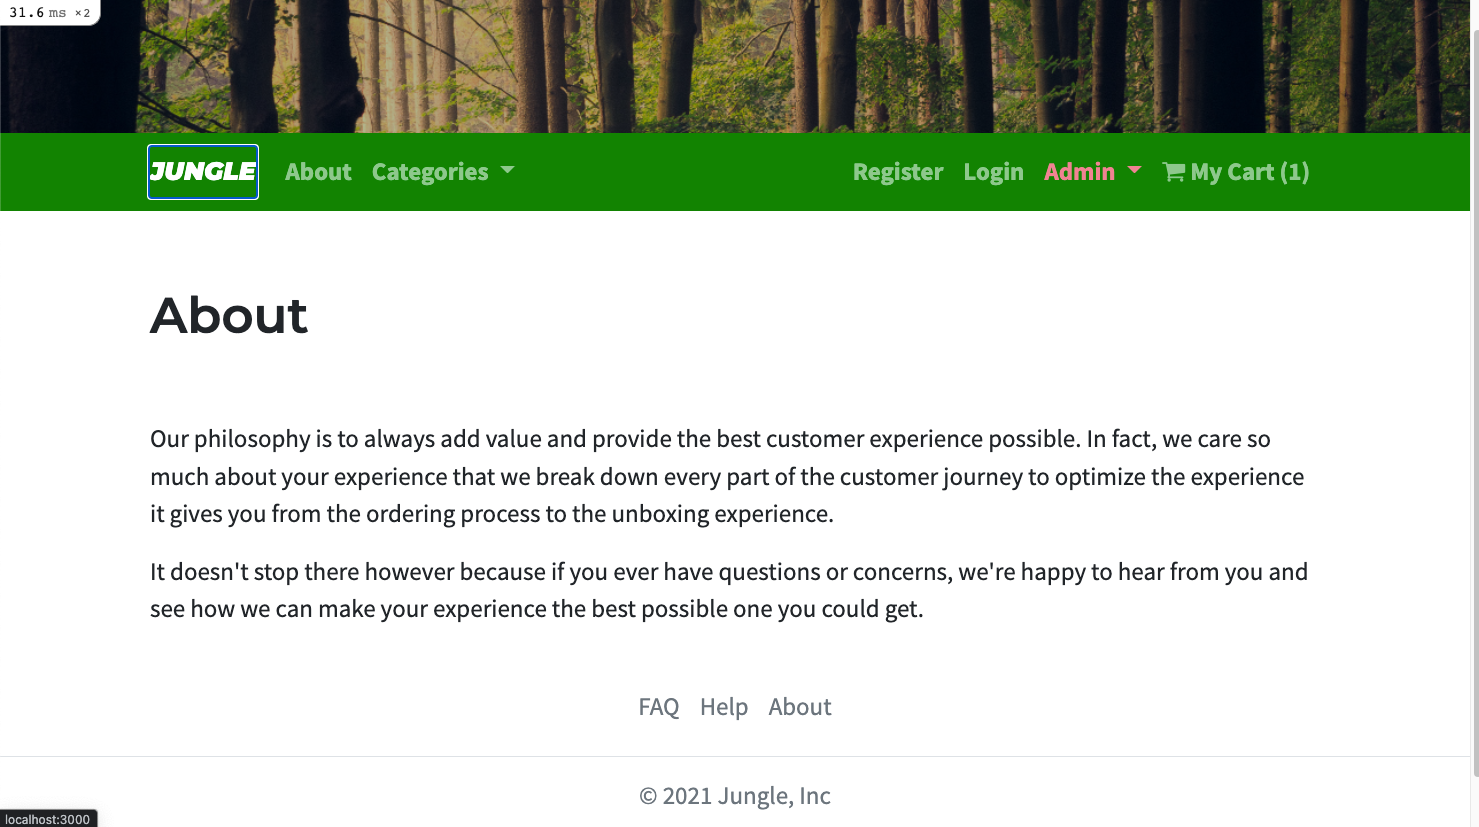 31.6 ms ×2
JUNGLE About Categories Register Login Admin My Cart (1)
About
Our philosophy is to always add value and provide the best customer experience possible. In fact, we care so
much about your experience that we break down every part of the customer journey to optimize the experience
it gives you from the ordering process to the unboxing experience.
It doesn't stop there however because if you ever have questions or concerns, we're happy to hear from you and
see how we can make your experience the best possible one you could get.
FAQ Help About
© 2021 Jungle, Inc
localhost:3000